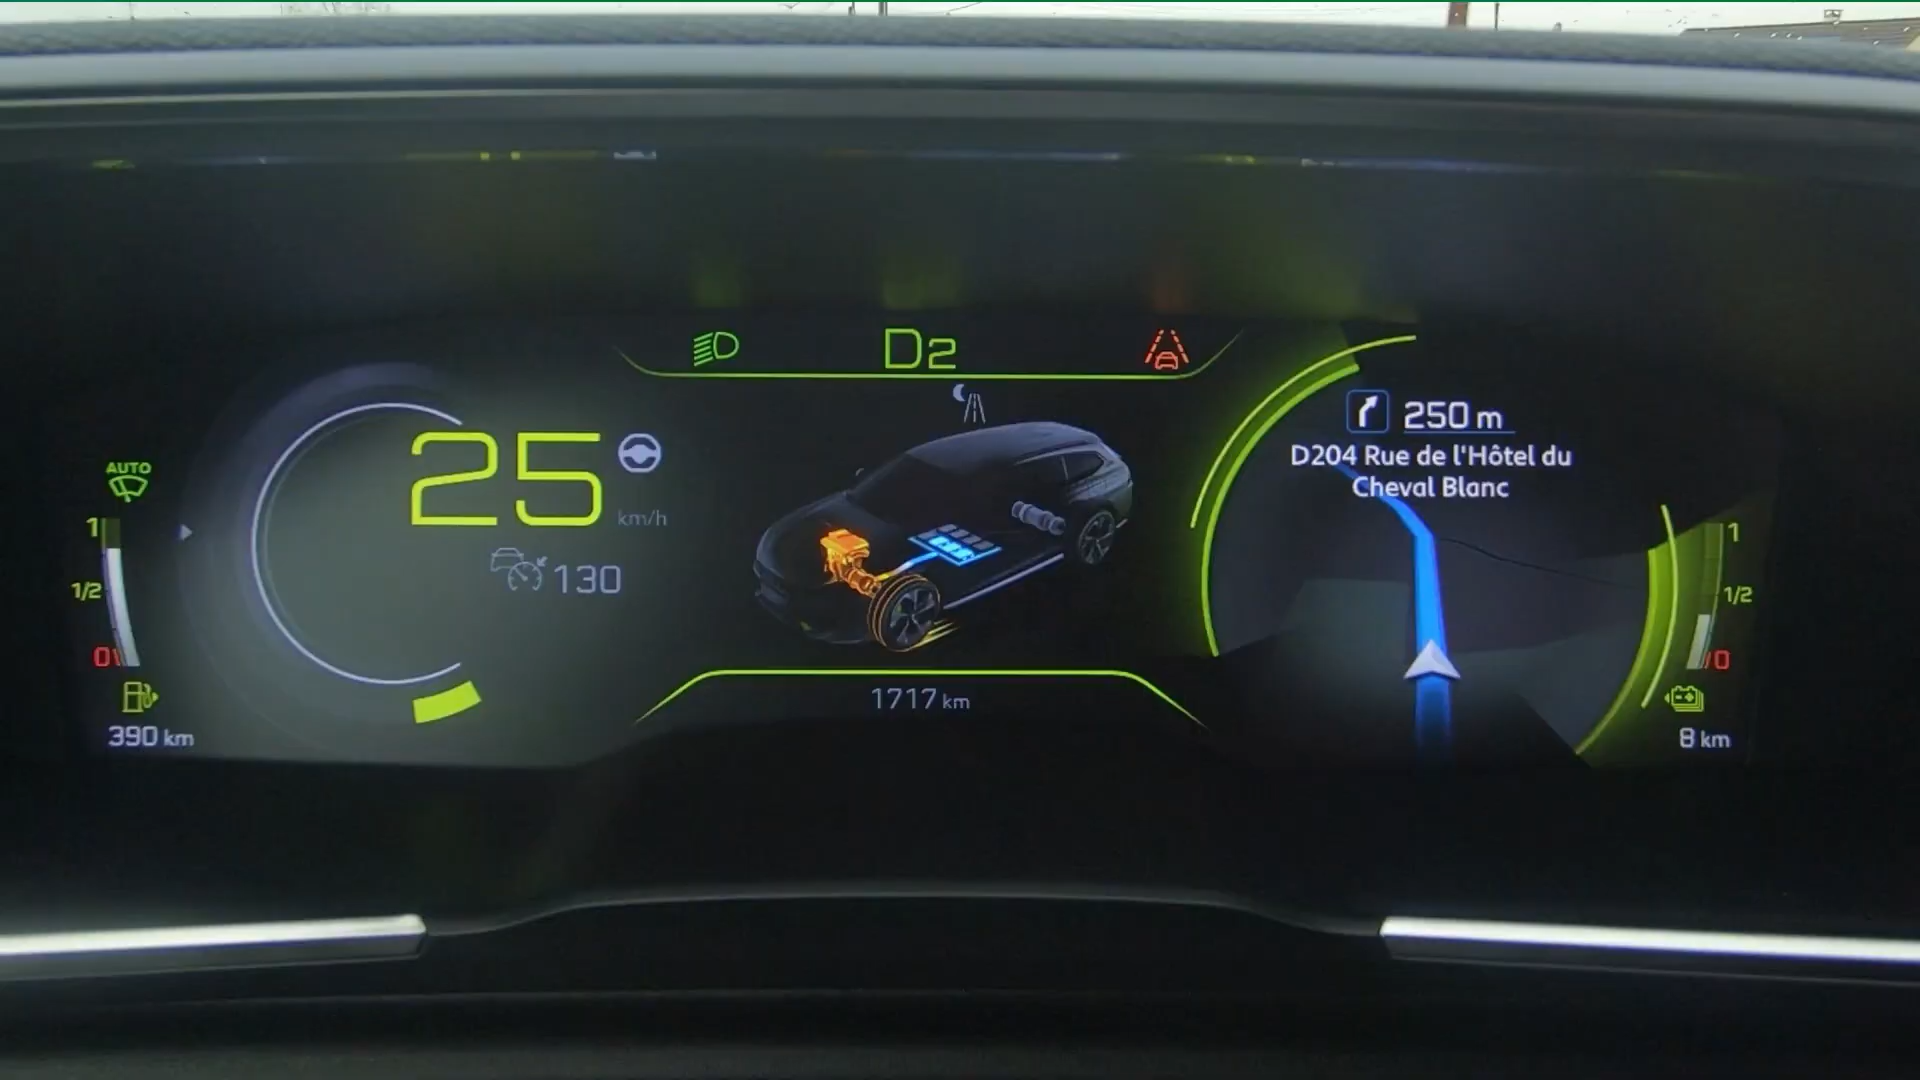 D2
250 m
D204 Rue de l'Hôtel du
Cheval Blanc
25
km/h
130
AUTO
1
1/2
0
390 km
1717 km
1
1/2
0
8 km